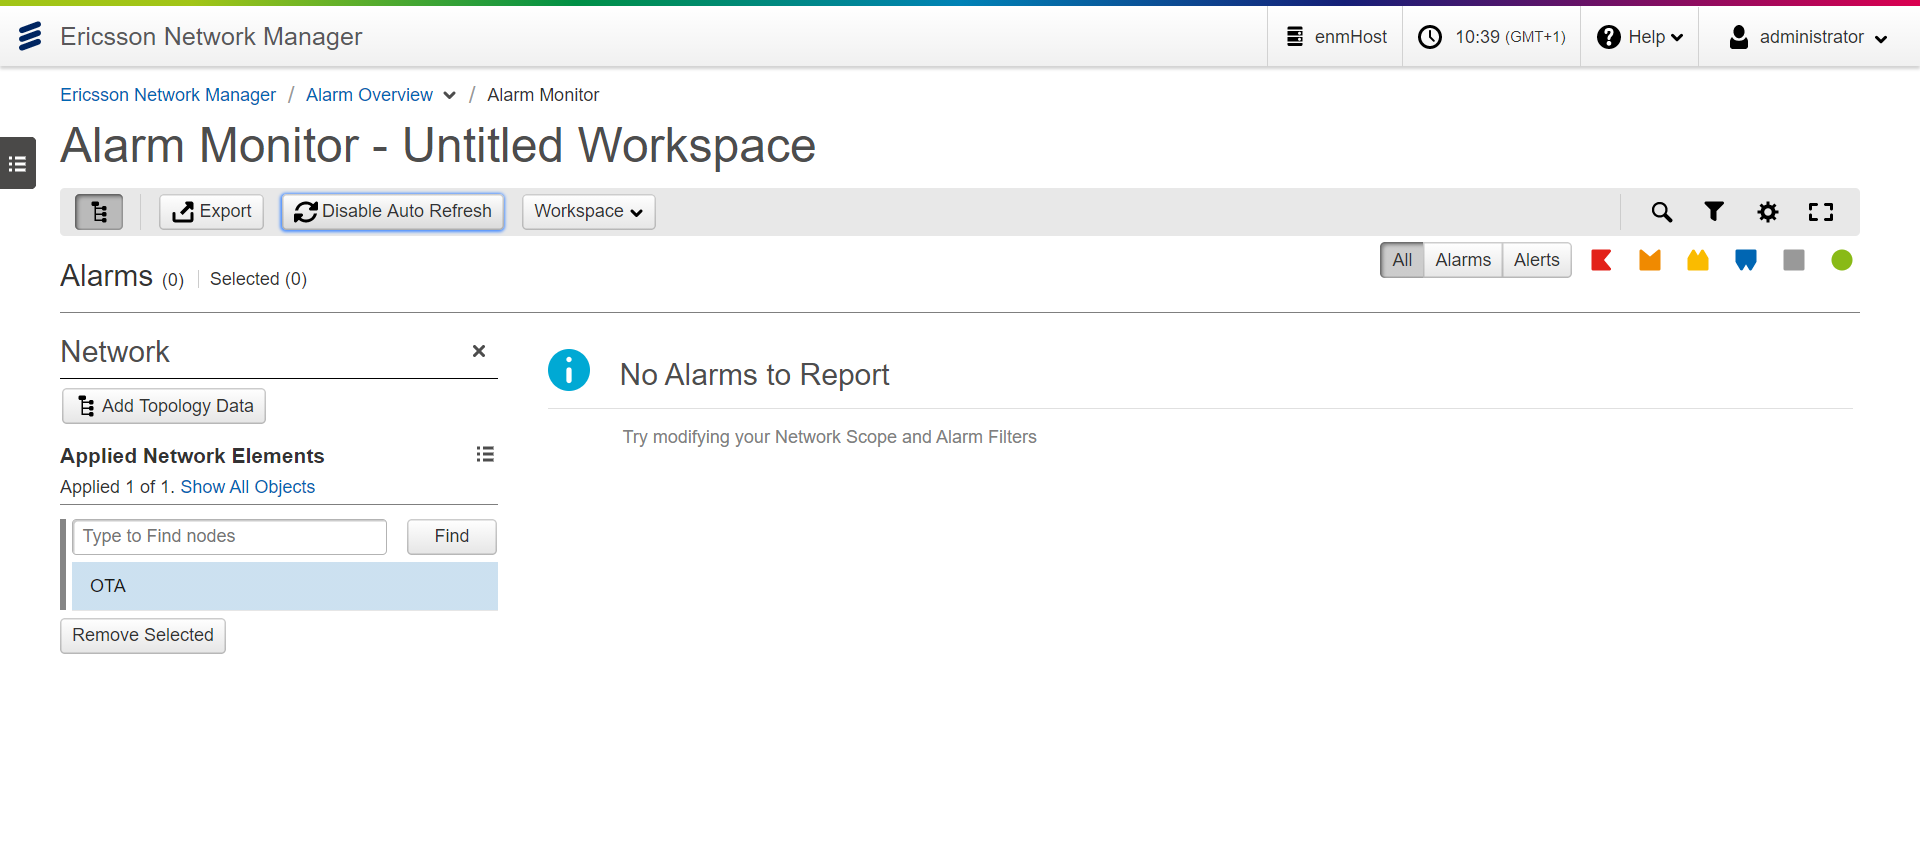 Ericsson Network Manager
enmHost
10:39 (GMT+1)
Help
administrator
Ericsson Network Manager / Alarm Overview / Alarm Monitor
Alarm Monitor - Untitled Workspace
Export
Disable Auto Refresh
Workspace
Alarms (0)
Selected (0)
All
Alarms
Alerts
Network
Add Topology Data
Applied Network Elements
Applied 1 of 1. Show All Objects
Type to Find nodes
Find
OTA
Remove Selected
No Alarms to Report
Try modifying your Network Scope and Alarm Filters